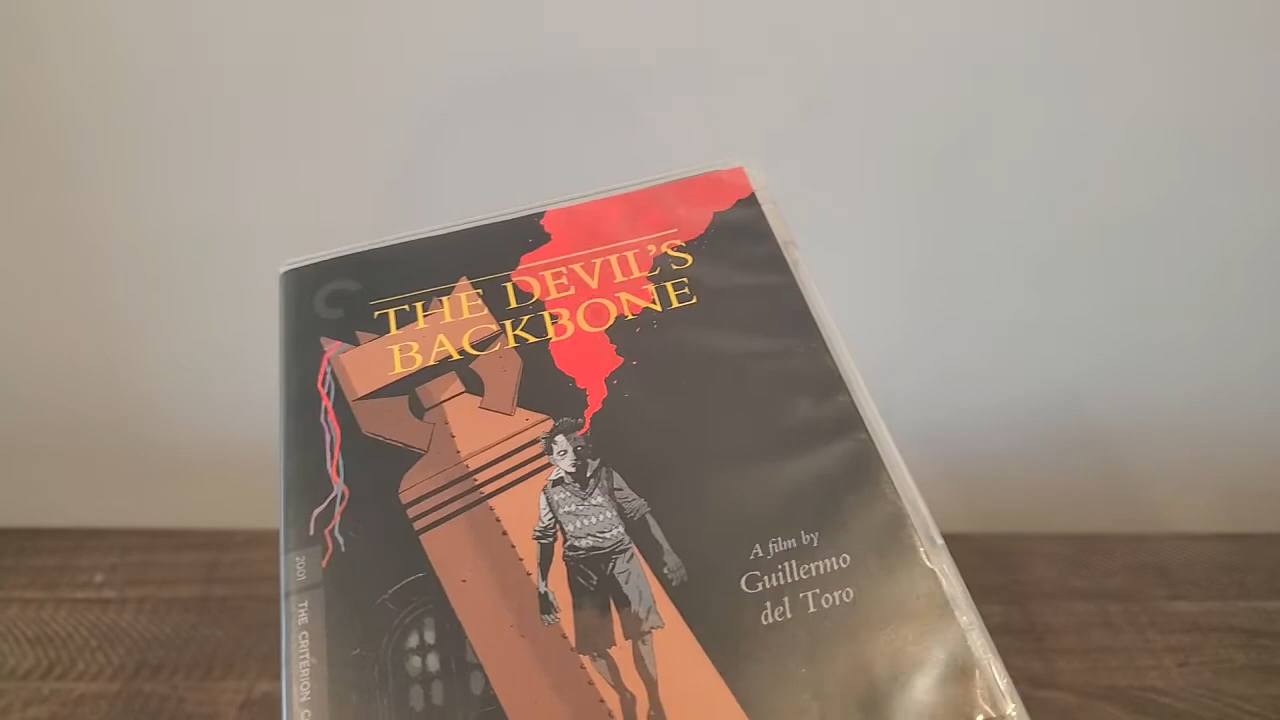 THE DEVIL'S
BACKBONE
A film by
Guillermo
del Toro
2001
THE CRITERION